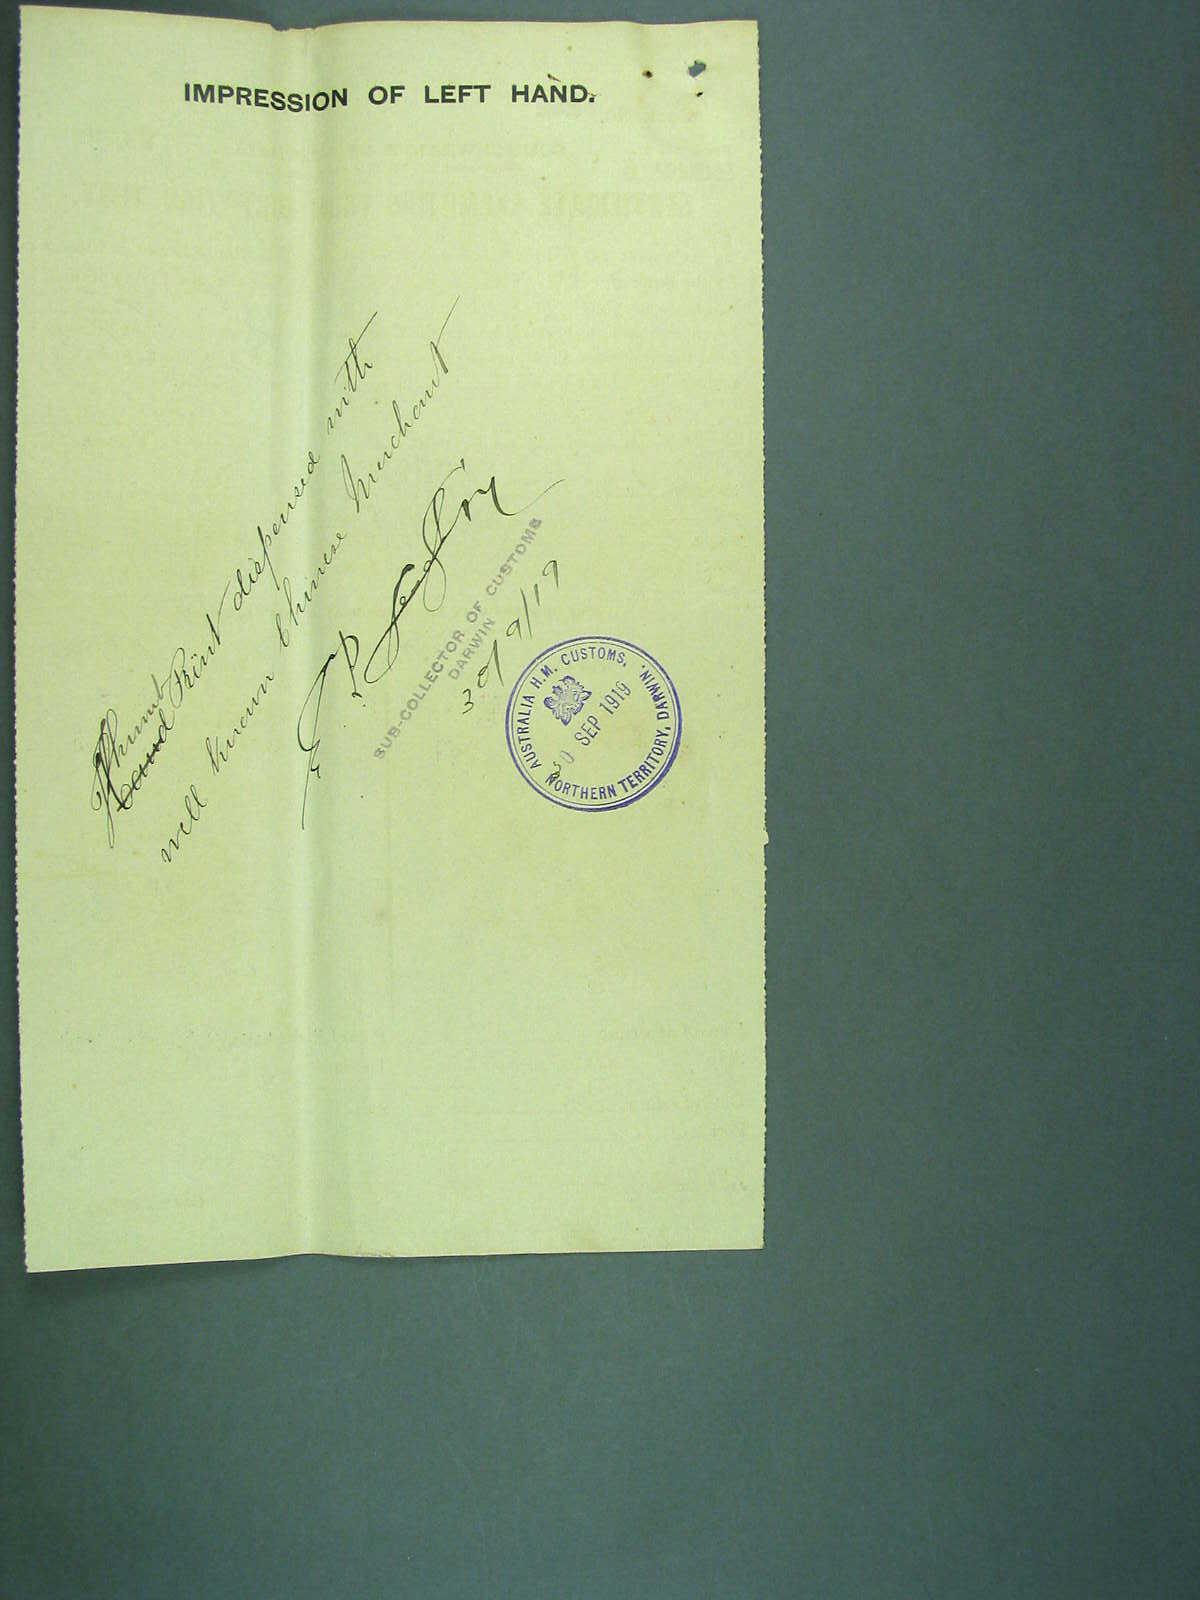 IMPRESSION OF LEFT HAND.
Thumb
Hand Print dispensed with
well known Chinese Merchant
SUB-COLLECTOR OF CUSTOMS
DARWIN
30/9/19
AUSTRALIA H.M. CUSTOMS.
30 SEP 1919
NORTHERN TERRITORY, DARWIN.